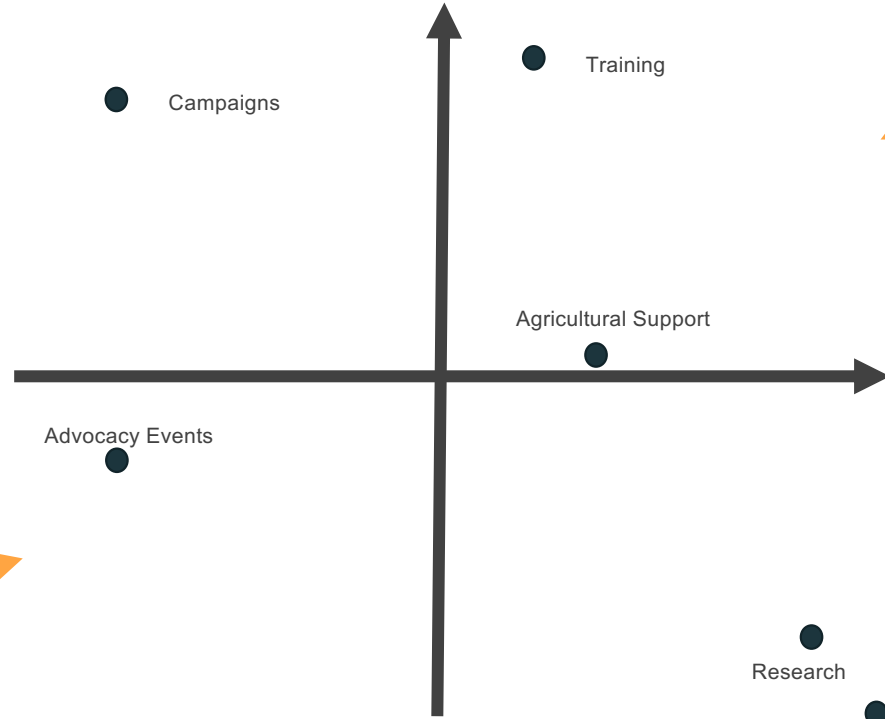 Training
Campaigns
Agricultural Support
Advocacy Events
Research